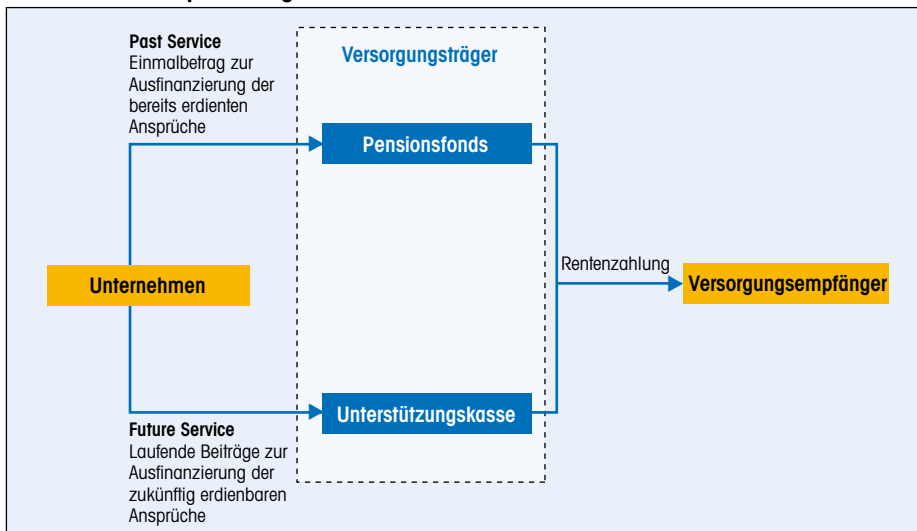 Past Service
Einmalbetrag zur
Ausfinanzierung der
bereits erdienten
Ansprüche
Versorgungsträger
Pensionsfonds
Unternehmen
Rentenzahlung
Versorgungsempfänger
Unterstützungskasse
Future Service
Laufende Beiträge zur
Ausfinanzierung der
zukünftig erdienbaren
Ansprüche